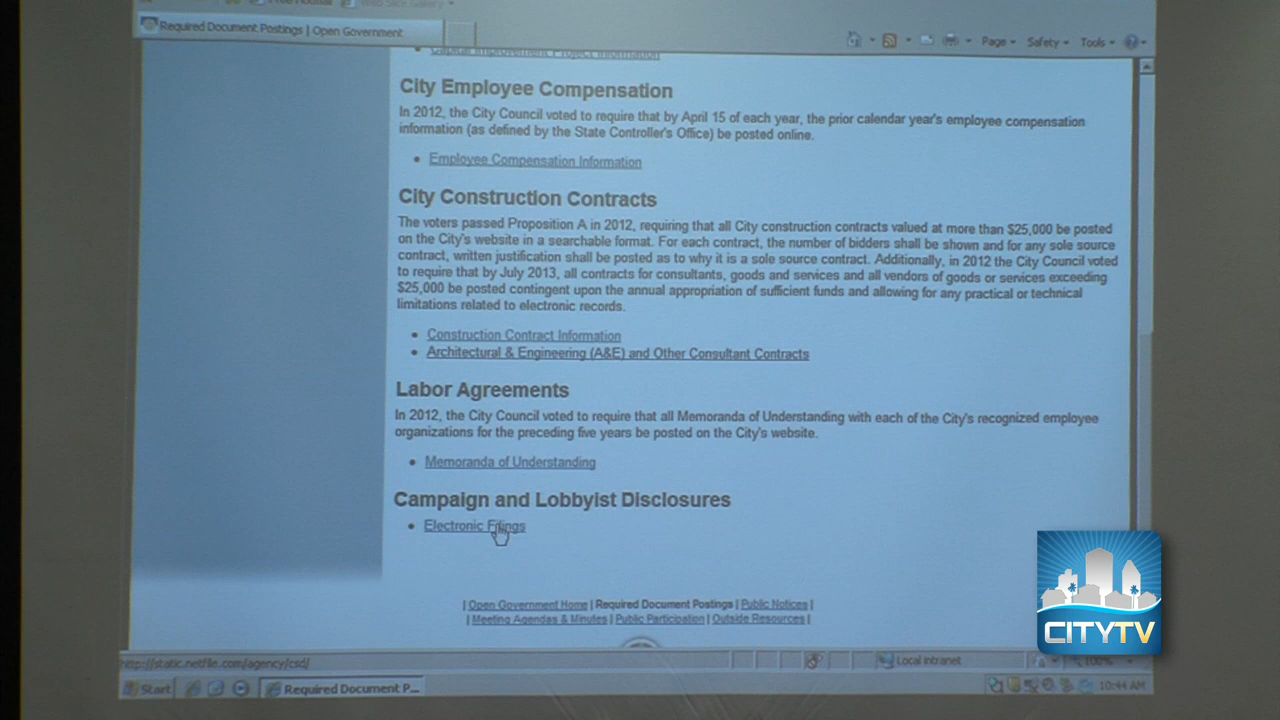 Required Document Postings | Open Government
Page
Safety
Tools
Capital Improvement Project Information
City Employee Compensation
In 2012, the City Council voted to require that by April 15 of each year, the prior calendar year's employee compensation
information (as defined by the State Controller's Office) be posted online.
Employee Compensation Information
City Construction Contracts
The voters passed Proposition A in 2012, requiring that all City construction contracts valued at more than $25,000 be posted
on the City's website in a searchable format. For each contract, the number of bidders shall be shown and for any sole source
contract, written justification shall be posted as to why it is a sole source contract. Additionally, in 2012 the City Council voted
to require that by July 2013, all contracts for consultants, goods and services and all vendors of goods or services exceeding
$25,000 be posted contingent upon the annual appropriation of sufficient funds and allowing for any practical or technical
limitations related to electronic records.
Construction Contract Information
Architectural & Engineering (A&E) and Other Consultant Contracts
Labor Agreements
In 2012, the City Council voted to require that all Memoranda of Understanding with each of the City's recognized employee
organizations for the preceding five years be posted on the City's website.
Memoranda of Understanding
Campaign and Lobbyist Disclosures
Electronic Filings
| Open Government Home | Required Document Postings | Public Notices |
| Meeting Agendas & Minutes | Public Participation | Outside Resources |
CITYTV
http://static.netfile.com/agency/csd/
Local intranet
100%
Start
Required Document P...
10:44 AM